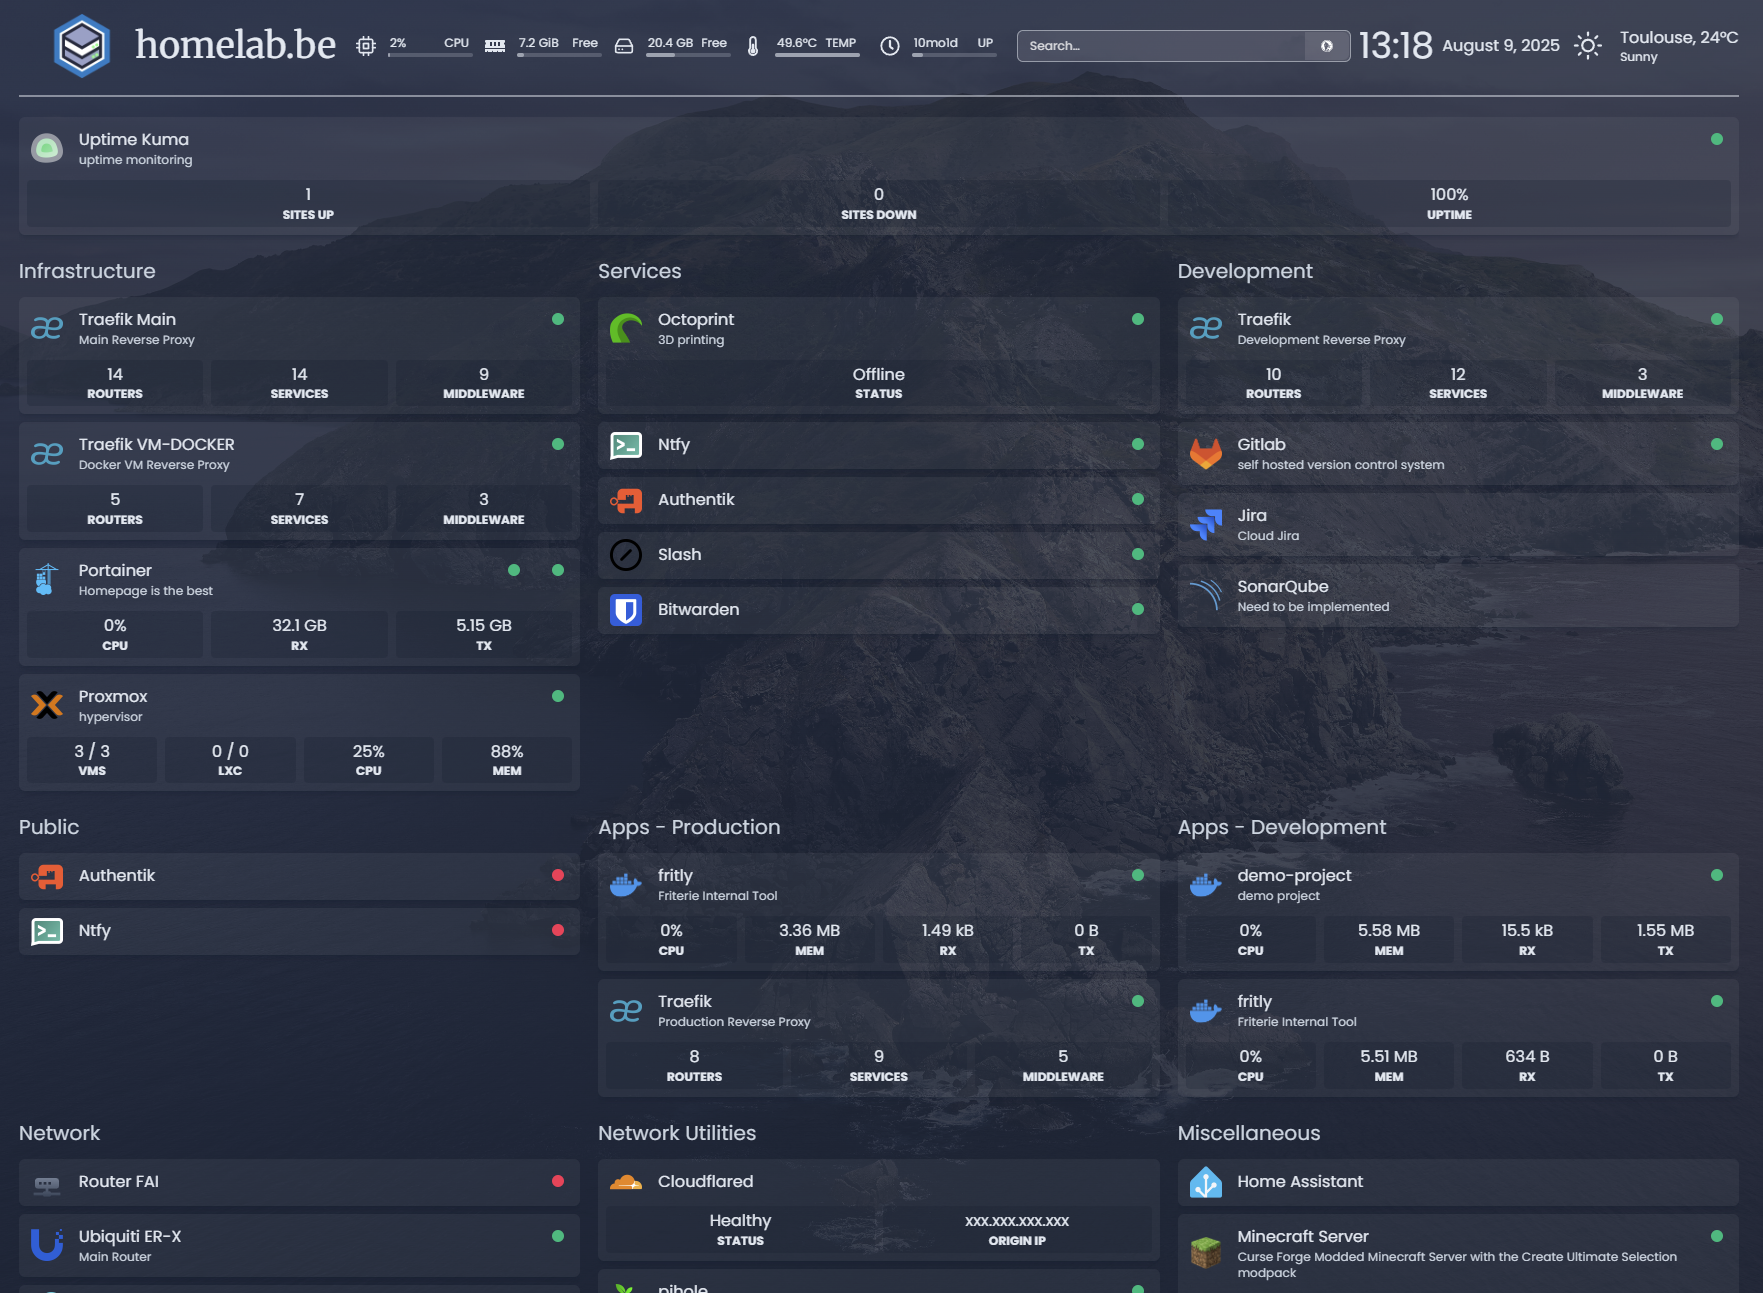 homelab.be
2% CPU
7.2 GiB Free
20.4 GB Free
49.6°C TEMP
10mo1d UP
Search...
13:18 August 9, 2025
Toulouse, 24°C
Sunny
Uptime Kuma
uptime monitoring
1
SITES UP
0
SITES DOWN
100%
UPTIME
Infrastructure
Traefik Main
Main Reverse Proxy
14
ROUTERS
14
SERVICES
9
MIDDLEWARE
Traefik VM-DOCKER
Docker VM Reverse Proxy
5
ROUTERS
7
SERVICES
3
MIDDLEWARE
Portainer
Homepage is the best
0%
CPU
32.1 GB
RX
5.15 GB
TX
Proxmox
hypervisor
3 / 3
VMS
0 / 0
LXC
25%
CPU
88%
MEM
Services
Octoprint
3D printing
Offline
STATUS
Ntfy
Authentik
Slash
Bitwarden
Development
Traefik
Development Reverse Proxy
10
ROUTERS
12
SERVICES
3
MIDDLEWARE
Gitlab
self hosted version control system
Jira
Cloud Jira
SonarQube
Need to be implemented
Public
Authentik
Ntfy
Apps - Production
fritly
Friterie Internal Tool
0%
CPU
3.36 MB
MEM
1.49 kB
RX
0 B
TX
Traefik
Production Reverse Proxy
8
ROUTERS
9
SERVICES
5
MIDDLEWARE
Apps - Development
demo-project
demo project
0%
CPU
5.58 MB
MEM
15.5 kB
RX
1.55 MB
TX
fritly
Friterie Internal Tool
0%
CPU
5.51 MB
MEM
634 B
RX
0 B
TX
Network
Router FAI
Ubiquiti ER-X
Main Router
Network Utilities
Cloudflared
Healthy
STATUS
xxx.xxx.xxx.xxx
ORIGIN IP
pihole
Miscellaneous
Home Assistant
Minecraft Server
Curse Forge Modded Minecraft Server with the Create Ultimate Selection
modpack